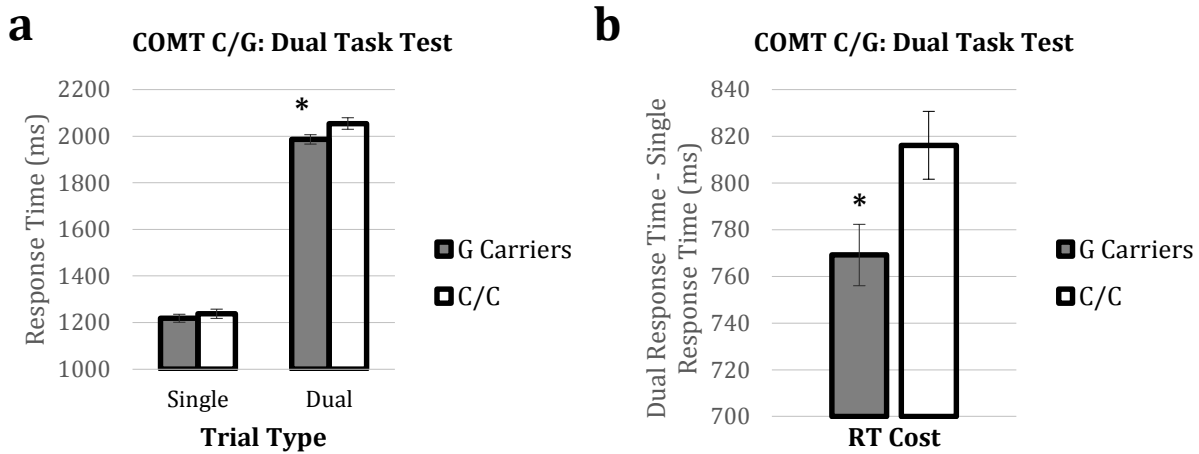 a
COMT C/G: Dual Task Test
Response Time (ms)
2200
2000
1800
1600
1400
1200
1000
*
Single Dual
Trial Type
G Carriers
C/C
b
COMT C/G: Dual Task Test
Dual Response Time - Single
Response Time (ms)
840
820
800
780
760
740
720
700
*
RT Cost
G Carriers
C/C